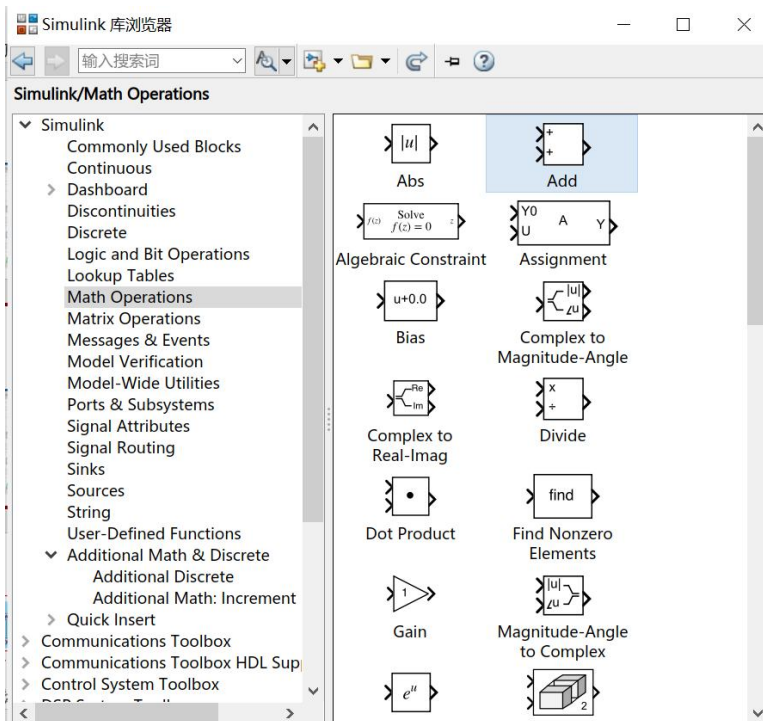 Simulink 库浏览器
输入搜索词
Simulink/Math Operations
Simulink
Commonly Used Blocks
Continuous
Dashboard
Discontinuities
Discrete
Logic and Bit Operations
Lookup Tables
Math Operations
Matrix Operations
Messages & Events
Model Verification
Model-Wide Utilities
Ports & Subsystems
Signal Attributes
Signal Routing
Sinks
Sources
String
User-Defined Functions
Additional Math & Discrete
Additional Discrete
Additional Math: Increment
Quick Insert
Communications Toolbox
Communications Toolbox HDL Sup
Control System Toolbox
|u|
Abs
+
+
Add
f(z)
Solve
f(z) = 0
z
Algebraic Constraint
Y0
U
A
Y
Assignment
u+0.0
Bias
|u|
∠u
Complex to
Magnitude-Angle
Re
Im
Complex to
Real-Imag
×
÷
Divide
Dot Product
find
Find Nonzero
Elements
1
Gain
|u|
∠u
Magnitude-Angle
to Complex
e^u
2